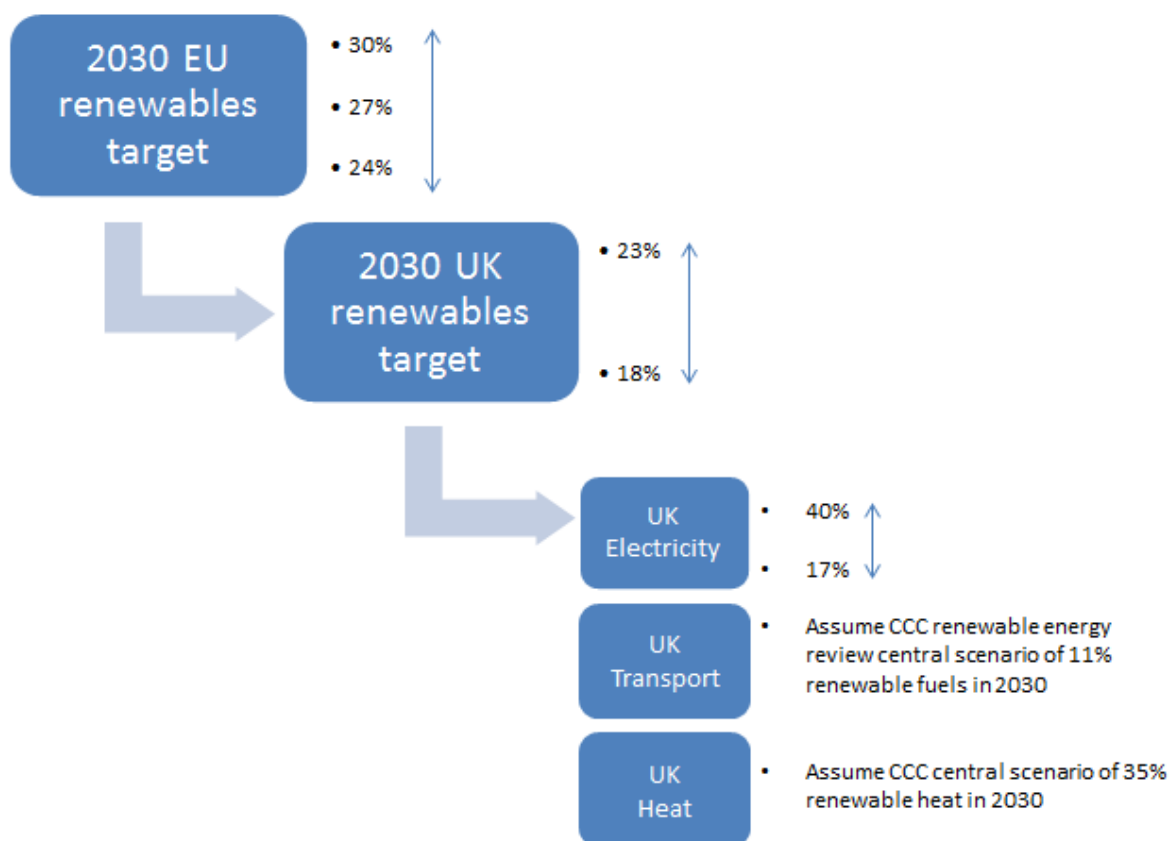 2030 EU
renewables
target
• 30%
• 27%
• 24%
2030 UK
renewables
target
• 23%
• 18%
UK
Electricity
• 40%
• 17%
UK
Transport
• Assume CCC renewable energy
review central scenario of 11%
renewable fuels in 2030
UK
Heat
• Assume CCC central scenario of 35%
renewable heat in 2030